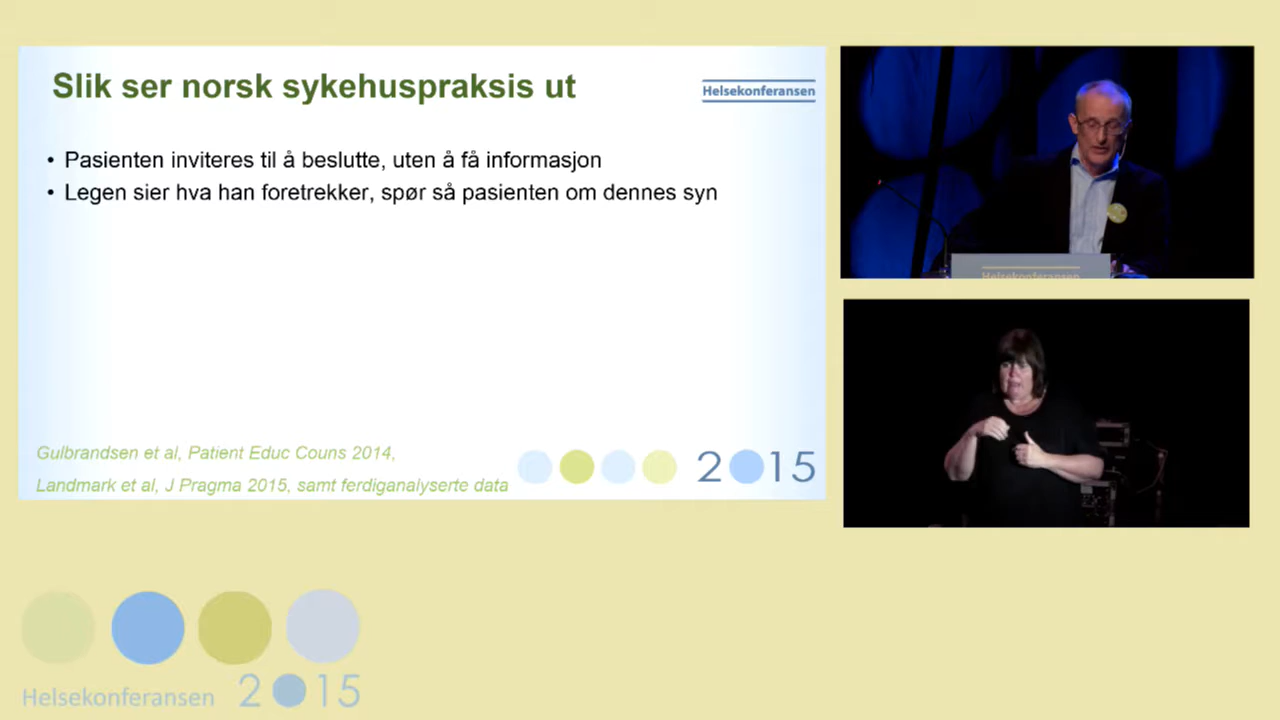 Slik ser norsk sykehuspraksis ut
Helsekonferansen
• Pasienten inviteres til å beslutte, uten å få informasjon
• Legen sier hva han foretrekker, spør så pasienten om dennes syn
Gulbrandsen et al, Patient Educ Couns 2014,
Landmark et al, J Pragma 2015, samt ferdiganalyserte data
2015
Helsekonferansen
Helsekonferansen 2015